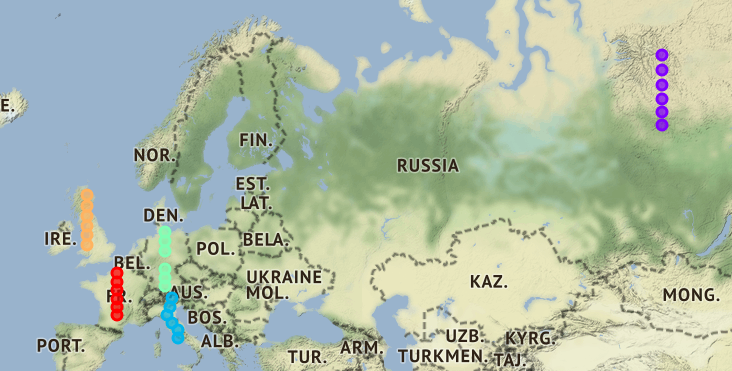 E.
NOR.
FIN.
RUSSIA
EST.
LAT.
DEN.
IRE.
POL.
BELA.
BEL.
UKRAINE
MOL.
KAZ.
FR.
AUS.
MONG.
BOS.
PORT.
ALB.
TUR.
ARM.
UZB.
KYRG.
TURKMEN.
TAJ.